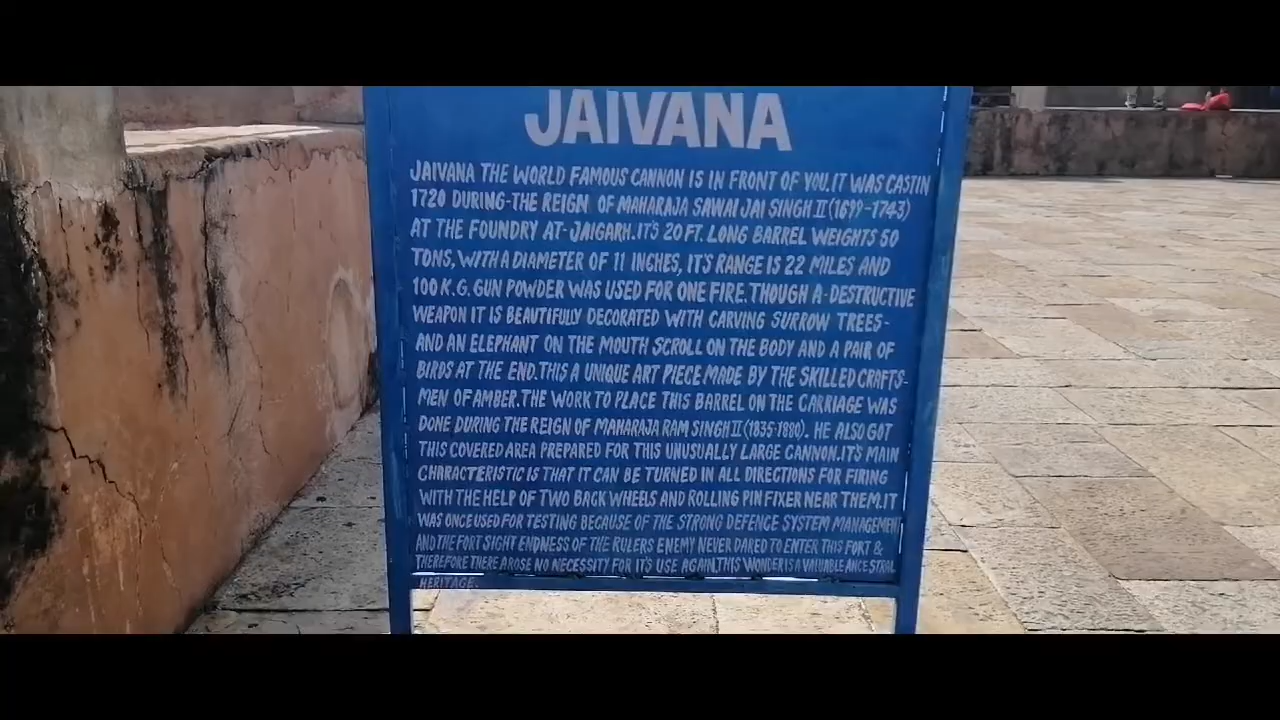 JAIVANA
JAIVANA THE WORLD FAMOUS CANNON IS IN FRONT OF YOU. IT WAS CASTIN
1720 DURING-THE REIGN OF MAHARAJA SAWAI JAI SINGH II (1699-1743)
AT THE FOUNDRY AT- JAIGARH. IT'S 20 FT. LONG BARREL WEIGHTS 50
TONS, WITH A DIAMETER OF 11 INCHES, IT'S RANGE IS 22 MILES AND
100 K.G. GUN POWDER WAS USED FOR ONE FIRE. THOUGH A-DESTRUCTIVE
WEAPON IT IS BEAUTIFULLY DECORATED WITH CARVING SURROW TREES-
AND AN ELEPHANT ON THE MOUTH SCROLL ON THE BODY AND A PAIR OF
BIRDS AT THE END. THIS A UNIQUE ART PIECE MADE BY THE SKILLED CRAFTS-
MEN OF AMBER. THE WORK TO PLACE THIS BARREL ON THE CARRIAGE WAS
DONE DURING THE REIGN OF MAHARAJA RAM SINGH II (1835-1880). HE ALSO GOT
THIS COVERED AREA PREPARED FOR THIS UNUSUALLY LARGE CANNON. IT'S MAIN
CHARACTERISTIC IS THAT IT CAN BE TURNED IN ALL DIRECTIONS FOR FIRING
WITH THE HELP OF TWO BACK WHEELS AND ROLLING PIN FIXER NEAR THEM. IT
WAS ONCE USED FOR TESTING BECAUSE OF THE STRONG DEFENCE SYSTEM MANAGEMENT
AND THE FORT SIGHT ENDNESS OF THE RULERS ENEMY NEVER DARED TO ENTER THIS FORT &
THEREFORE THERE AROSE NO NECESSITY FOR IT'S USE AGAIN, THIS WONDER IS A VALUABLE ANCESTRAL
HERITAGE.